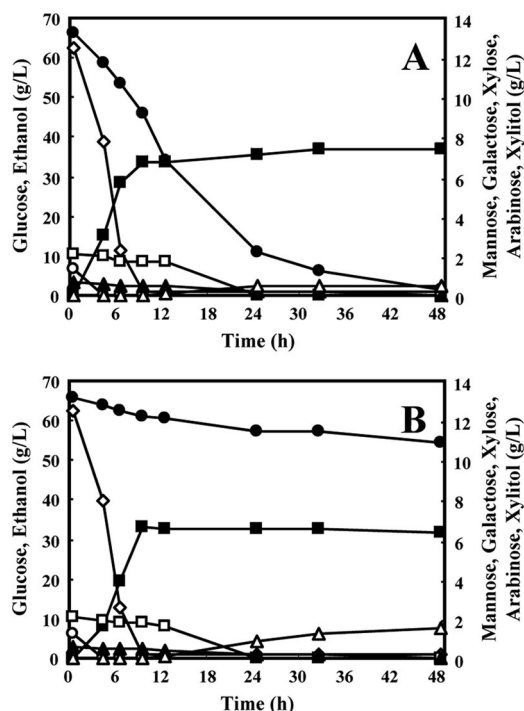 A
Glucose, Ethanol (g/L)
70
60
50
40
30
20
10
0
14
12
10
8
6
4
2
0
Mannose, Galactose, Xylose,
Arabinose, Xylitol (g/L)
0 6 12 18 24 30 36 42 48
Time (h)
B
Glucose, Ethanol (g/L)
70
60
50
40
30
20
10
0
14
12
10
8
6
4
2
0
Mannose, Galactose, Xylose,
Arabinose, Xylitol (g/L)
0 6 12 18 24 30 36 42 48
Time (h)